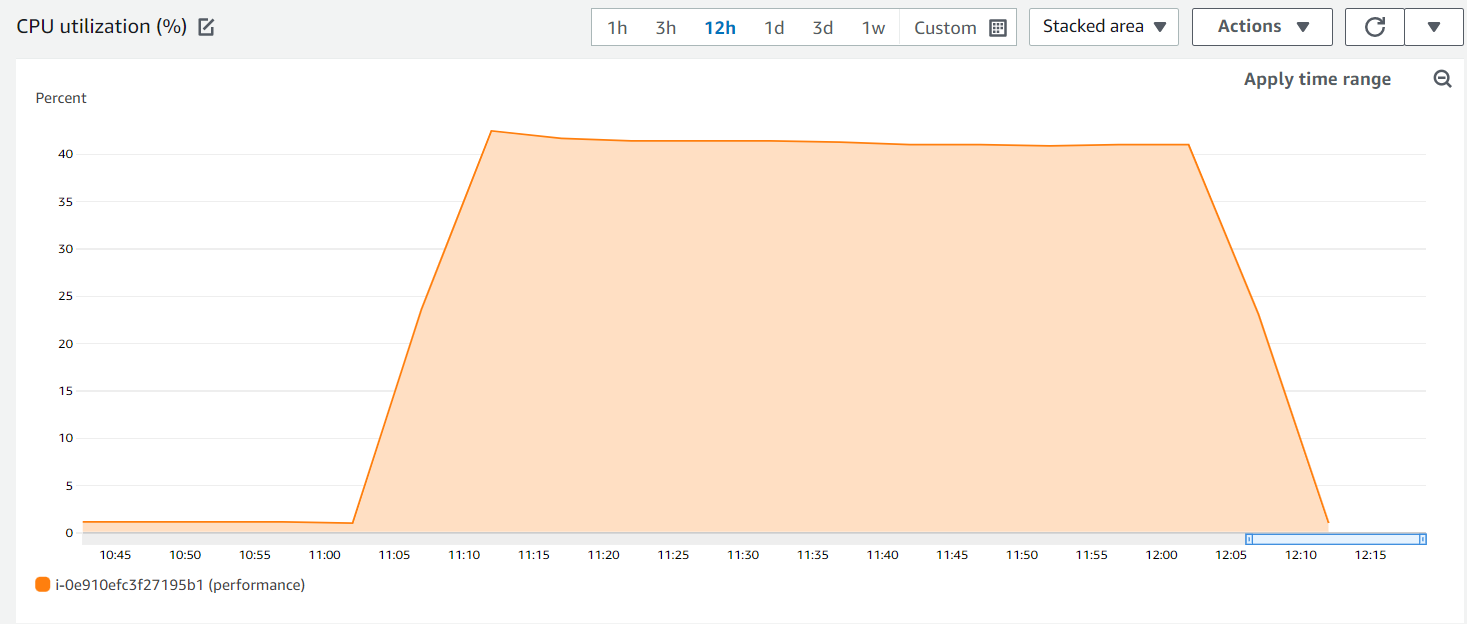 CPU utilization (%)
1h 3h 12h 1d 3d 1w Custom
Stacked area
Actions
Apply time range
Percent
40
35
30
25
20
15
10
5
0
10:45 10:50 10:55 11:00 11:05 11:10 11:15 11:20 11:25 11:30 11:35 11:40 11:45 11:50 11:55 12:00 12:05 12:10 12:15
i-0e910efc3f27195b1 (performance)